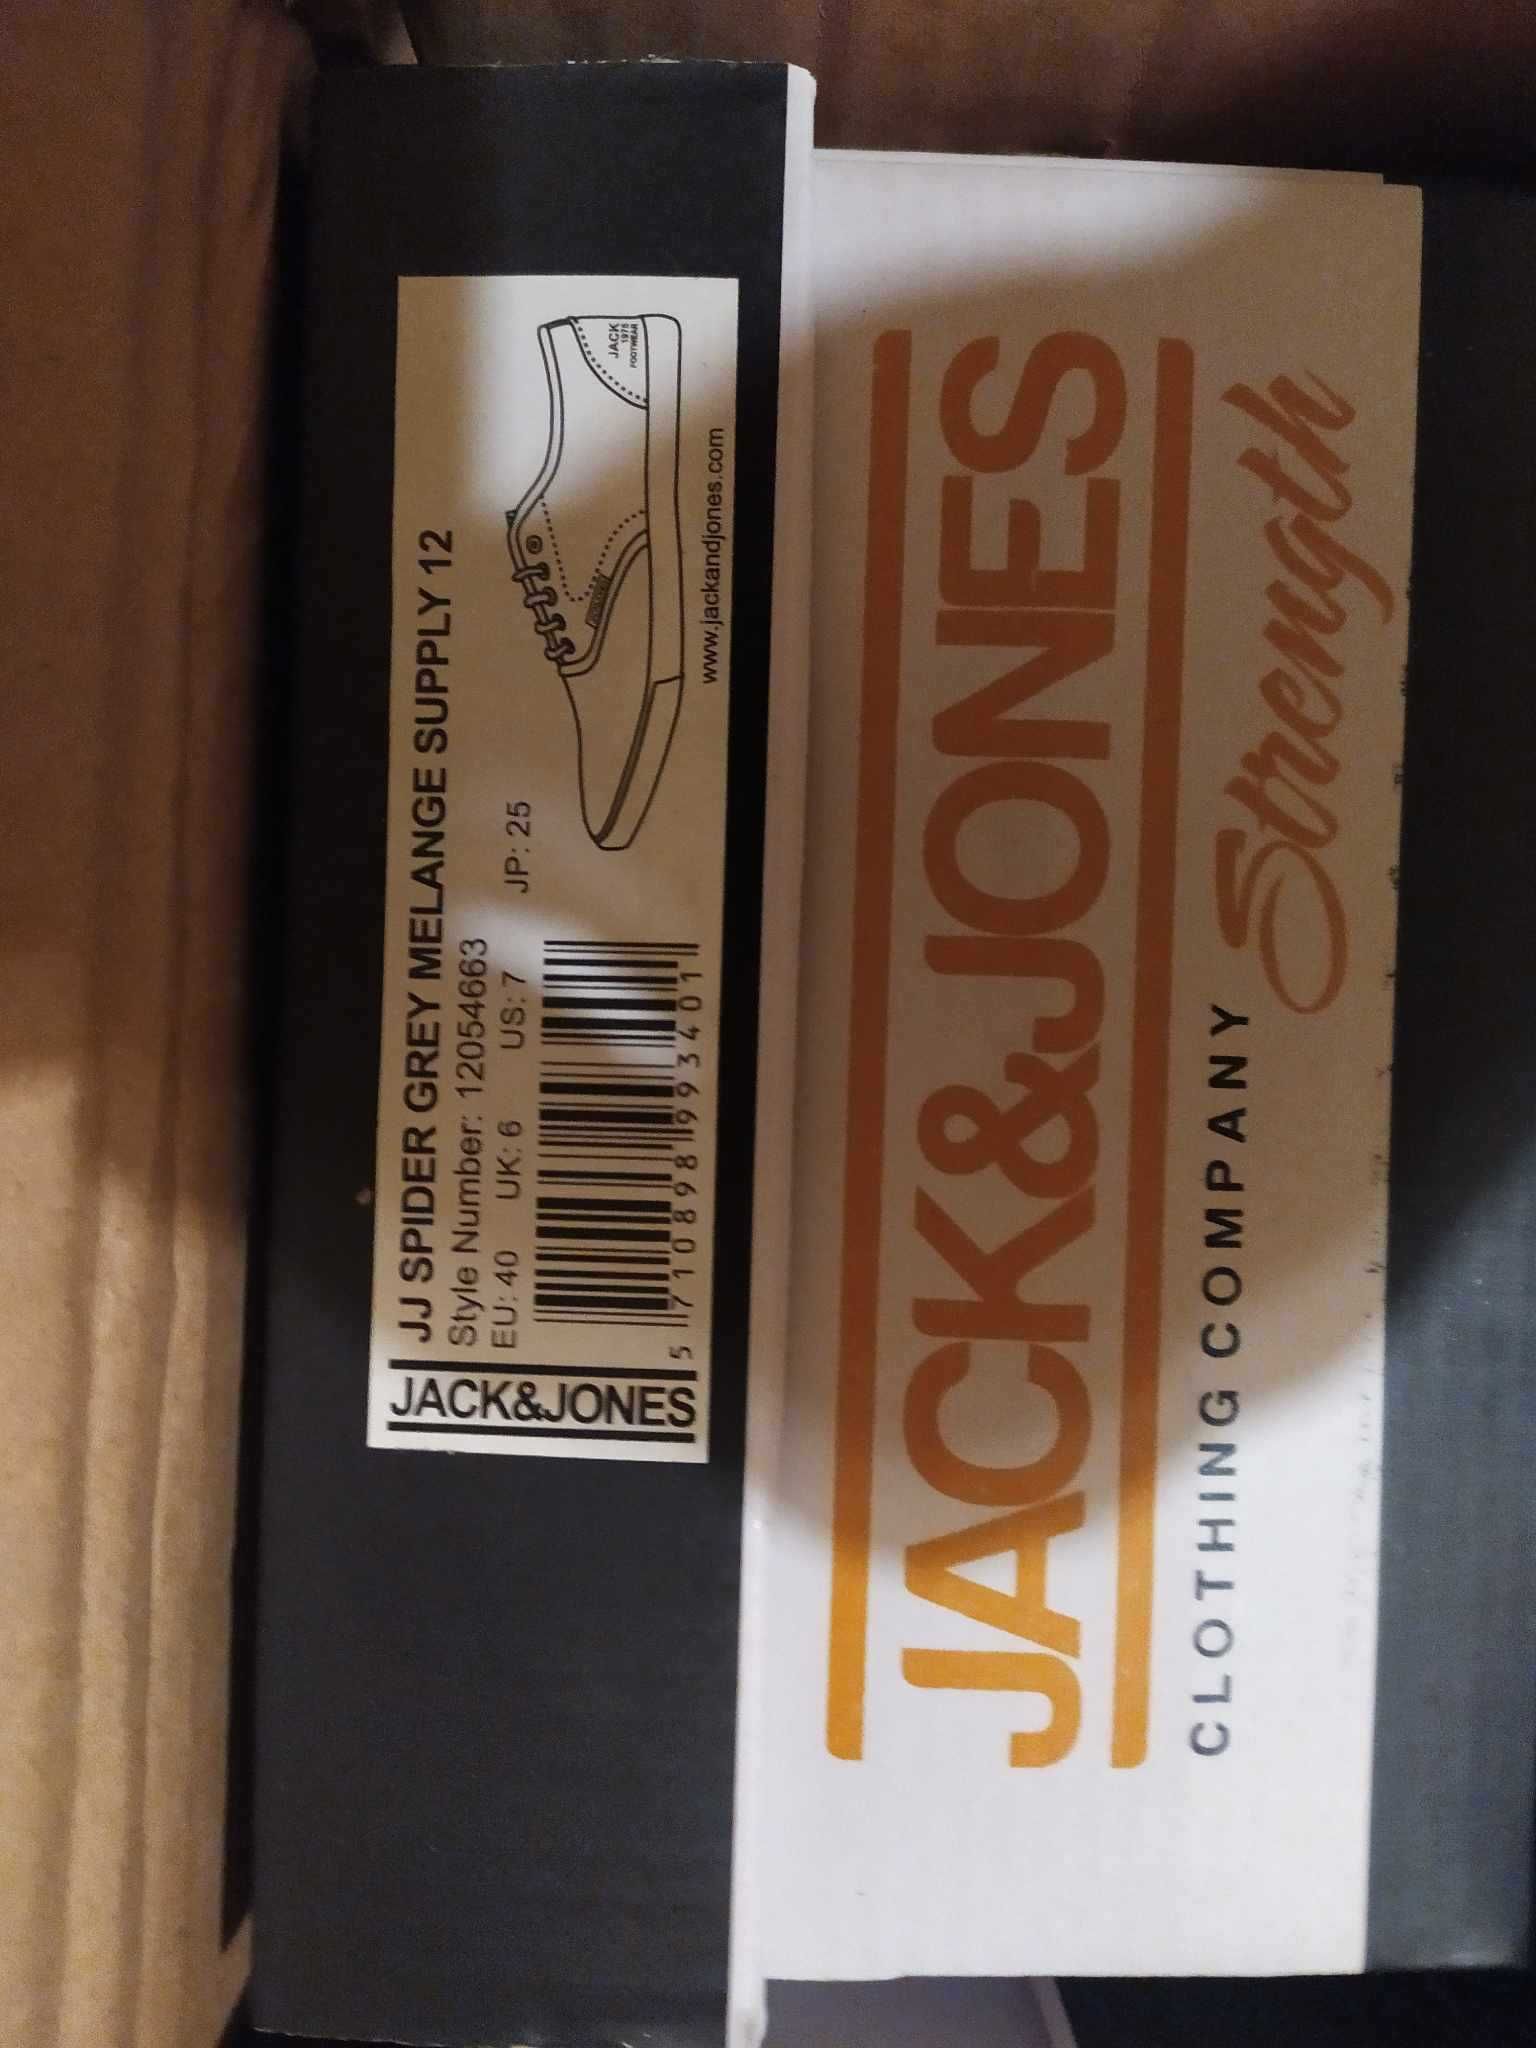 JACK&JONES
JJ SPIDER GREY MELANGE SUPPLY 12
Style Number: 12054663
EU: 40 UK: 6 US: 7 JP: 25
5 710898 993401
JACK
1975
FOOTWEAR
www.jackandjones.com
JACK&JONES
CLOTHING COMPANY
Strength